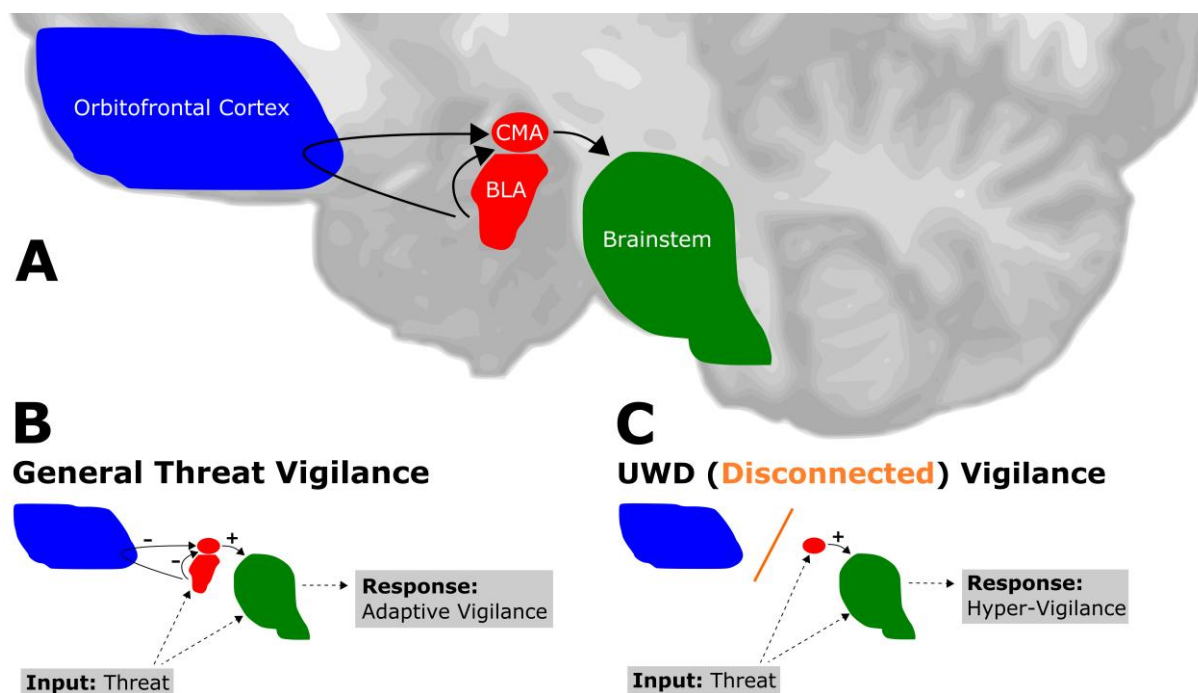 Orbitofrontal Cortex
CMA
BLA
Brainstem
A
B
General Threat Vigilance
–
–
+
Response:
Adaptive Vigilance
Input: Threat
C
UWD (Disconnected) Vigilance
+
Response:
Hyper-Vigilance
Input: Threat